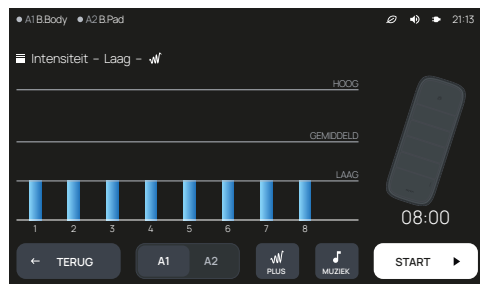 A1 B.Body A2 B.Pad 21:13
Intensiteit – Laag –
HOOG
GEMIDDELD
LAAG
1 2 3 4 5 6 7 8
08:00
← TERUG A1 A2 PLUS MUZIEK START